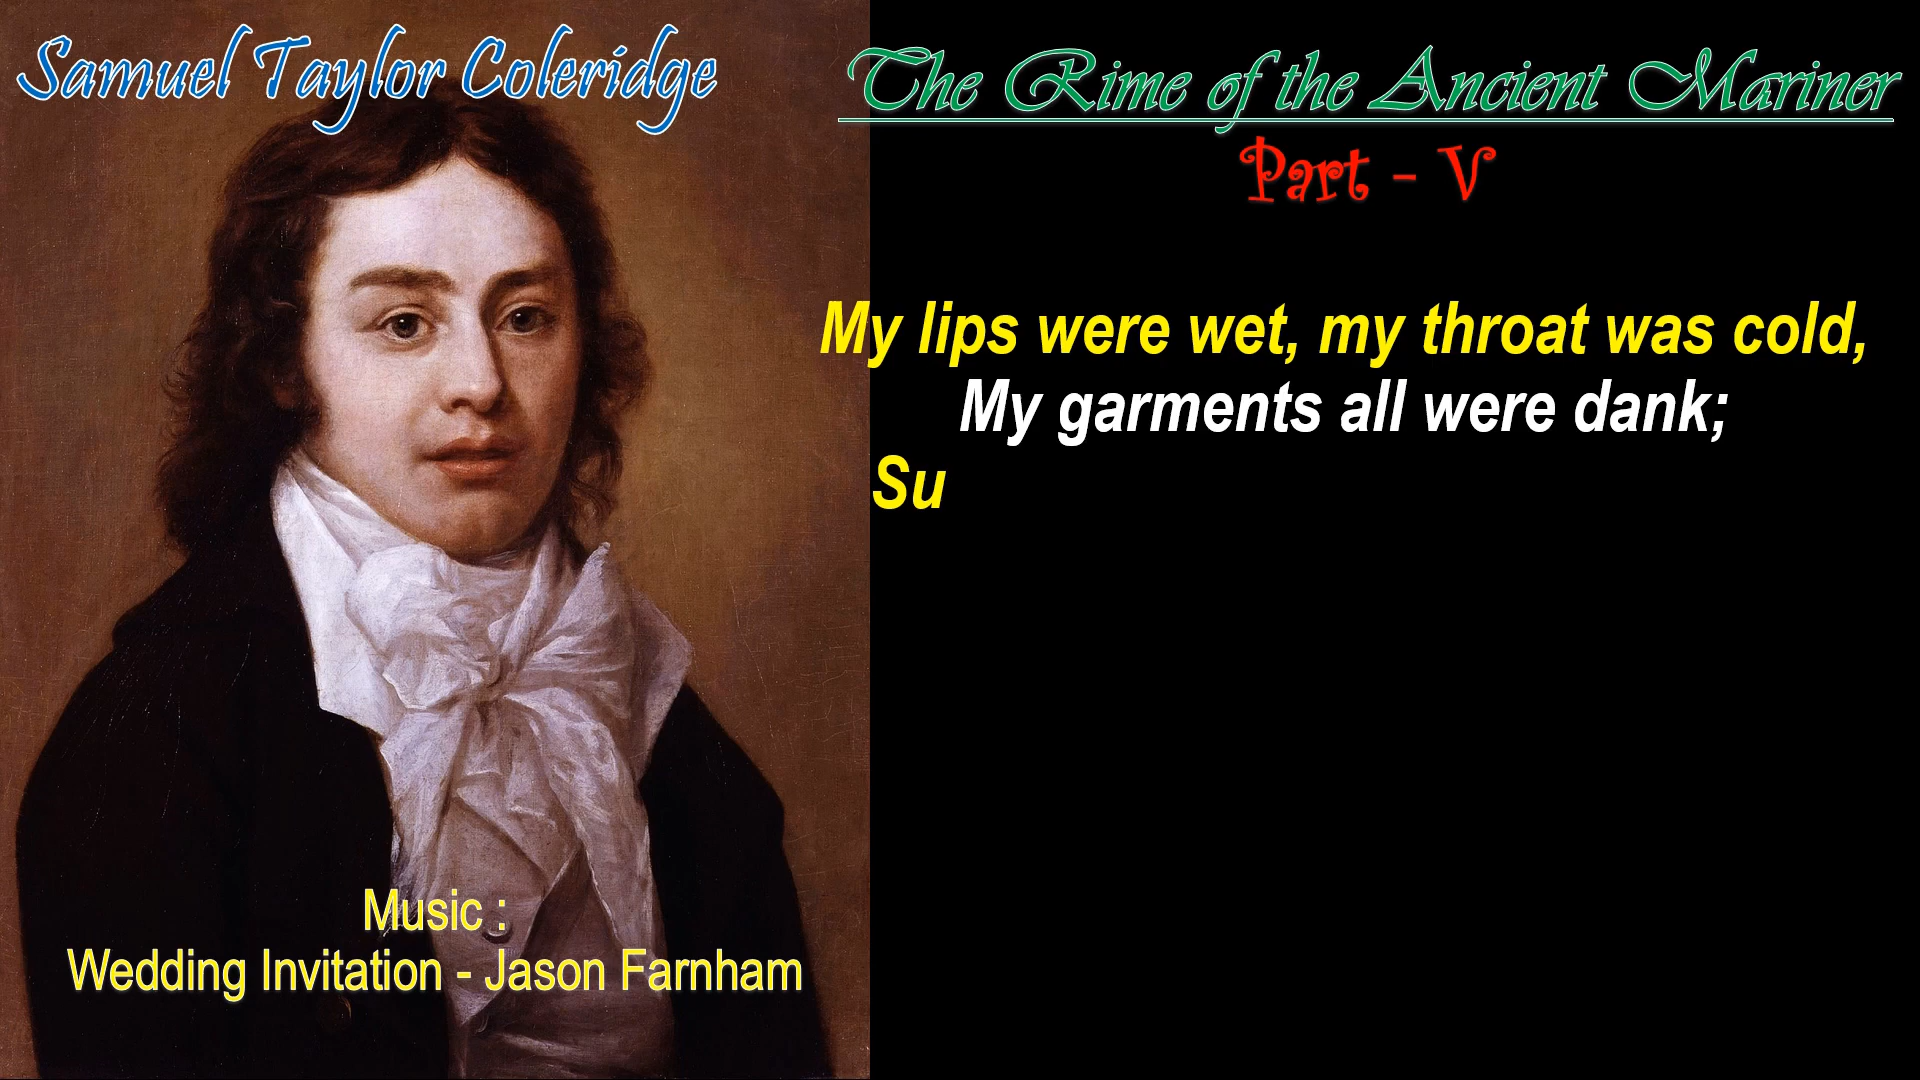 Samuel Taylor Coleridge
The Rime of the Ancient Mariner
Part - V
My lips were wet, my throat was cold,
My garments all were dank;
Su
Music :
Wedding Invitation - Jason Farnham